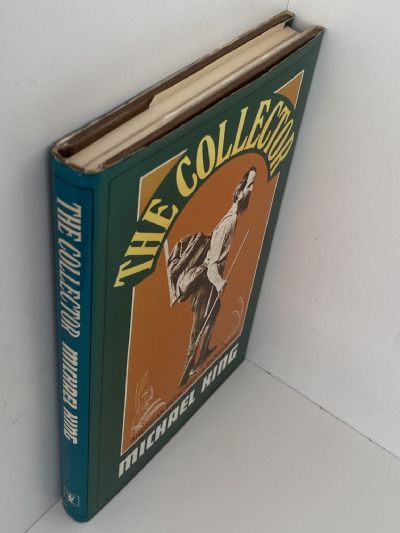 THE COLLECTOR
MICHAEL KING
THE COLLECTOR MICHAEL KING